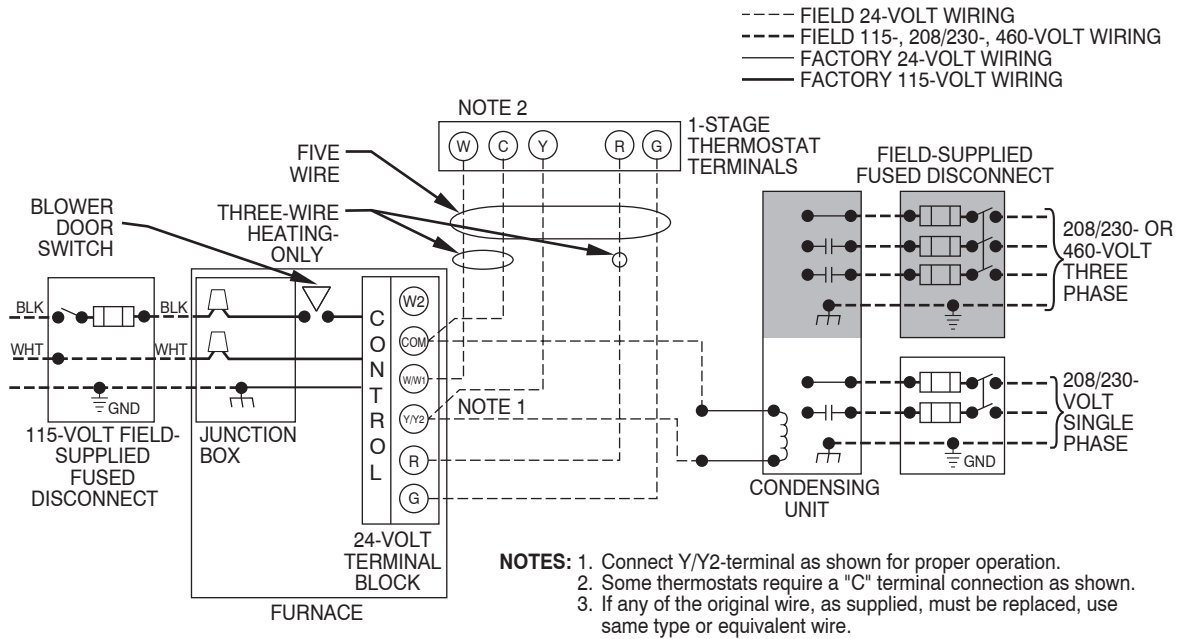 FIELD 24-VOLT WIRING
FIELD 115-, 208/230-, 460-VOLT WIRING
FACTORY 24-VOLT WIRING
FACTORY 115-VOLT WIRING
NOTE 2
W
C
Y
R
G
1-STAGE
THERMOSTAT
TERMINALS
FIVE
WIRE
THREE-WIRE
HEATING-
ONLY
BLOWER
DOOR
SWITCH
FIELD-SUPPLIED
FUSED DISCONNECT
208/230- OR
460-VOLT
THREE
PHASE
BLK
BLK
WHT
WHT
GND
115-VOLT FIELD-
SUPPLIED
FUSED
DISCONNECT
JUNCTION
BOX
CONTROL
W2
COM
W/W1
Y/Y2
R
G
NOTE 1
24-VOLT
TERMINAL
BLOCK
FURNACE
208/230-
VOLT
SINGLE
PHASE
GND
CONDENSING
UNIT
NOTES: 1. Connect Y/Y2-terminal as shown for proper operation.
2. Some thermostats require a "C" terminal connection as shown.
3. If any of the original wire, as supplied, must be replaced, use
same type or equivalent wire.